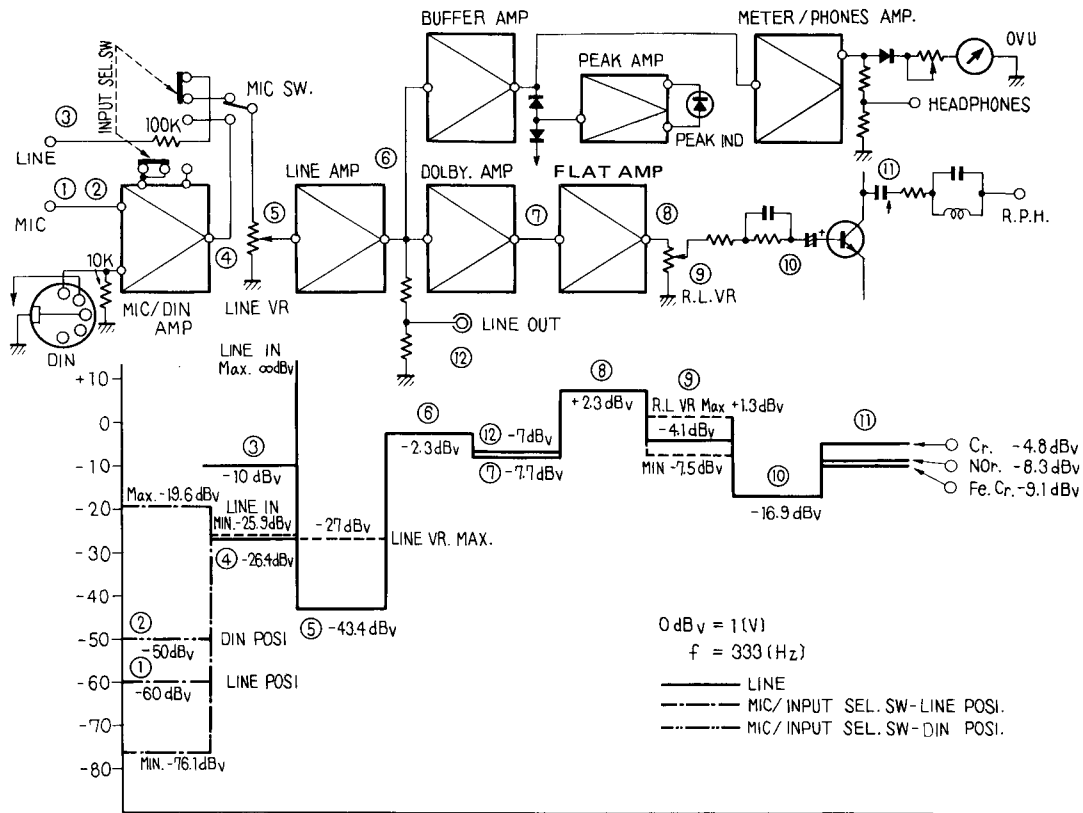 BUFFER AMP
METER/PHONES AMP.
OVU
PEAK AMP
INPUT SEL.SW
MIC SW.
HEADPHONES
③
100K
PEAK IND
LINE
⑥
⑪
① ②
LINE AMP
DOLBY. AMP
FLAT AMP
⑤
⑦
⑧
R.P.H.
MIC
④
10K
⑨
⑩
MIC/DIN AMP
LINE VR
R.L.VR
DIN
LINE OUT
⑫
LINE IN
Max. ∞dBv
+10
⑧
⑨
+2.3dBv
R.L VR Max +1.3dBv
⑥
0
⑫ -7dBv
-4.1dBv
⑪
③
-2.3dBv
Cr. -4.8dBv
-10
-10dBv
⑦ -7.7dBv
MIN -7.5dBv
NOr. -8.3dBv
⑩
Fe.Cr. -9.1dBv
Max. -19.6dBv
-16.9dBv
-20
LINE IN
MIN.-25.9dBv
-27dBv
LINE VR. MAX.
-30
④ -26.4dBv
-40
⑤ -43.4dBv
②
-50
DIN POSI
-50dBv
①
-60
LINE POSI
-60dBv
-70
MIN. -76.1dBv
-80
0dBv = 1(V)
f = 333(Hz)
LINE
MIC/INPUT SEL.SW-LINE POSI.
MIC/INPUT SEL.SW-DIN POSI.